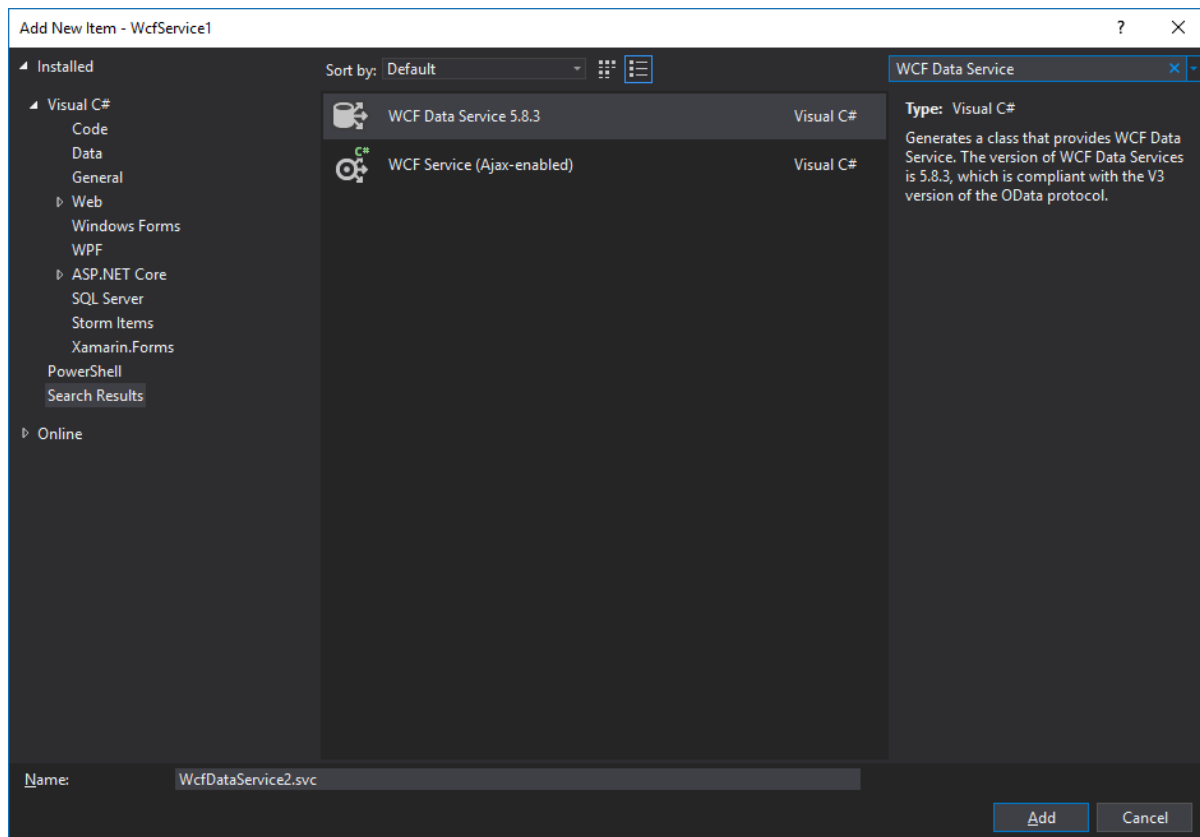 Add New Item - WcfService1
?
Installed
Visual C#
Code
Data
General
Web
Windows Forms
WPF
ASP.NET Core
SQL Server
Storm Items
Xamarin.Forms
PowerShell
Search Results
Online
Sort by: Default
WCF Data Service 5.8.3 Visual C#
C#
WCF Service (Ajax-enabled) Visual C#
WCF Data Service
Type: Visual C#
Generates a class that provides WCF Data
Service. The version of WCF Data Services
is 5.8.3, which is compliant with the V3
version of the OData protocol.
Name: WcfDataService2.svc
Add Cancel